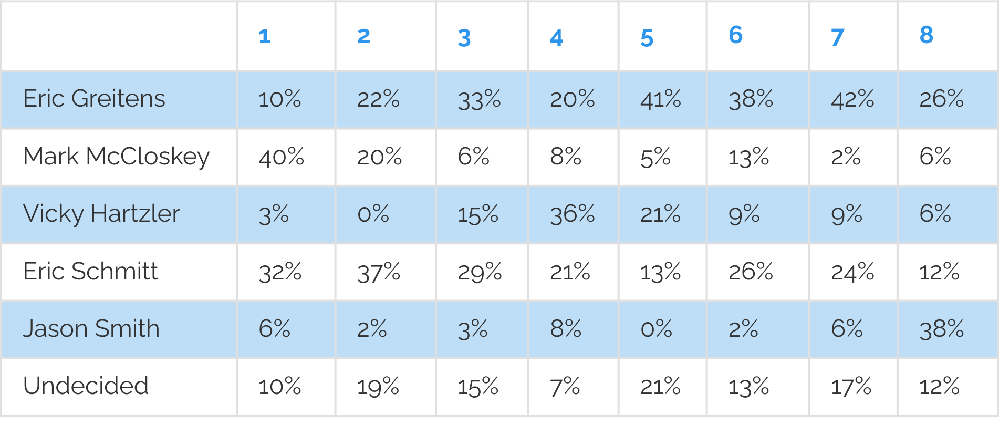 1 2 3 4 5 6 7 8
Eric Greitens 10% 22% 33% 20% 41% 38% 42% 26%
Mark McCloskey 40% 20% 6% 8% 5% 13% 2% 6%
Vicky Hartzler 3% 0% 15% 36% 21% 9% 9% 6%
Eric Schmitt 32% 37% 29% 21% 13% 26% 24% 12%
Jason Smith 6% 2% 3% 8% 0% 2% 6% 38%
Undecided 10% 19% 15% 7% 21% 13% 17% 12%